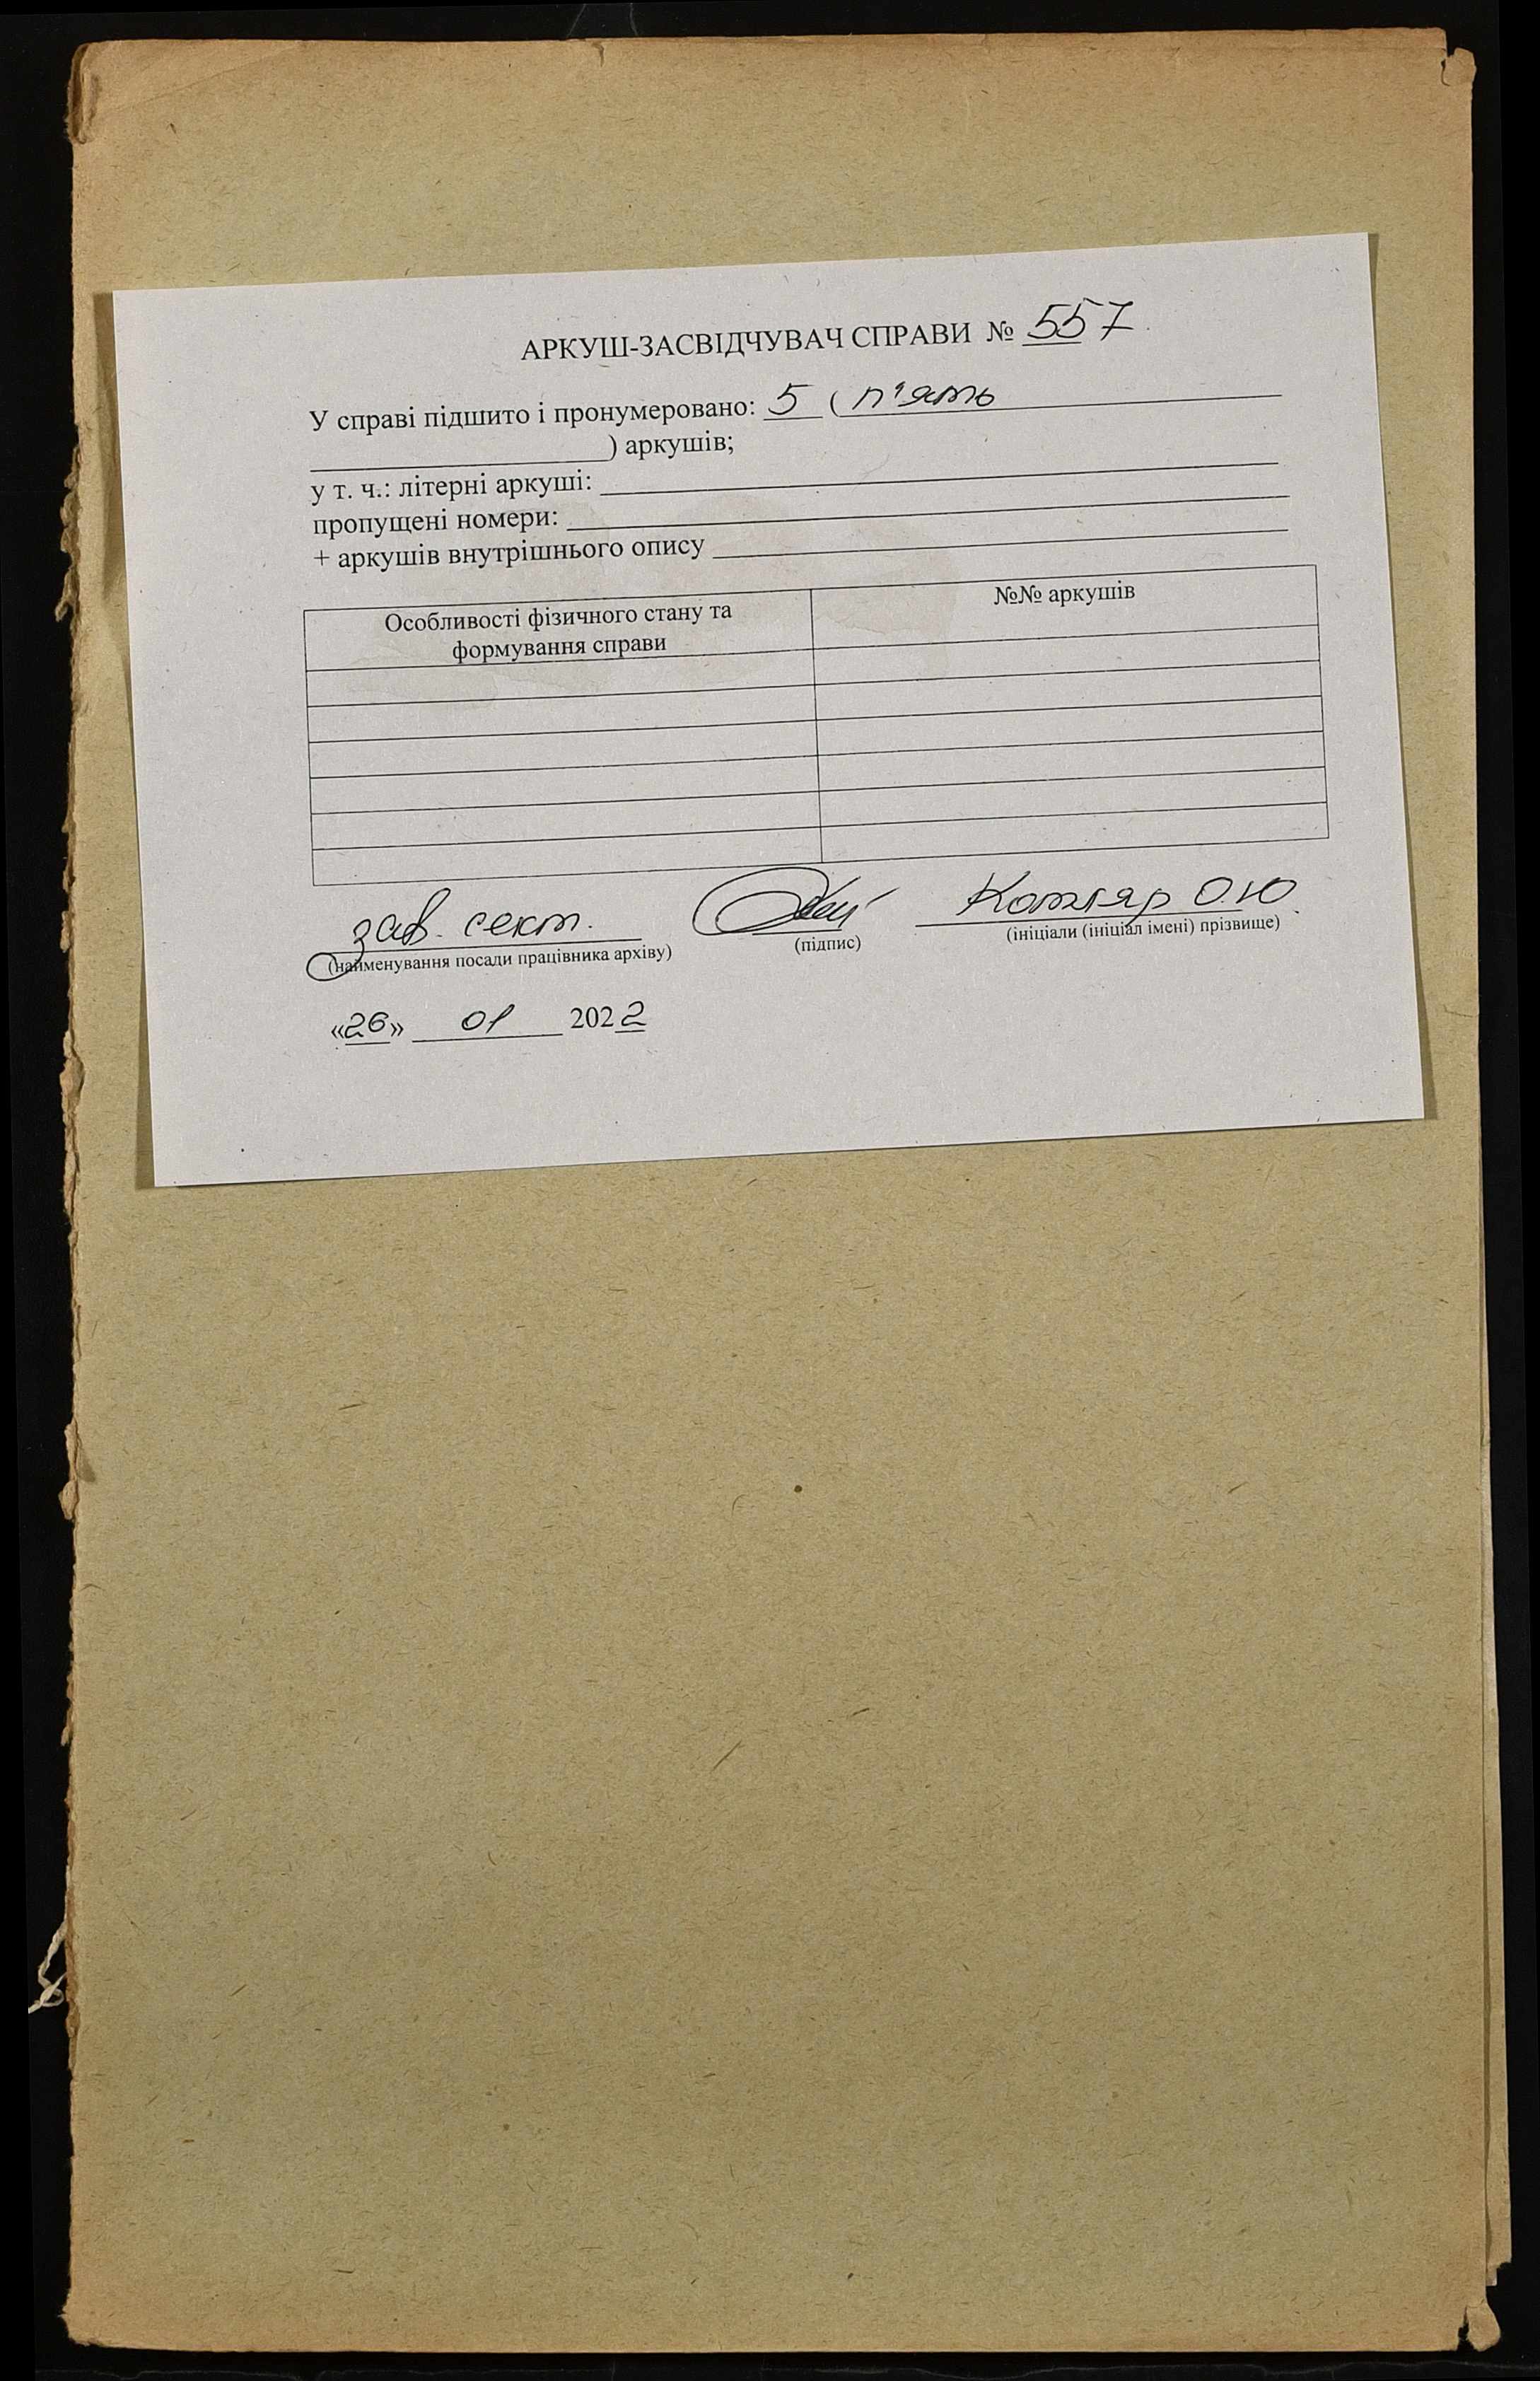 АРКУШ-ЗАСВІДЧУВАЧ СПРАВИ № 557
У справі підшито і пронумеровано: 5 ( п'ять
) аркушів;
у т. ч.: літерні аркуші:
пропущені номери:
+ аркушів внутрішнього опису
Особливості фізичного стану та формування справи
№№ аркушів
зав. сект. Котляр О.Ю.
(найменування посади працівника архіву) (підпис) (ініціали (ініціал імені) прізвище)
«26» 01 2022